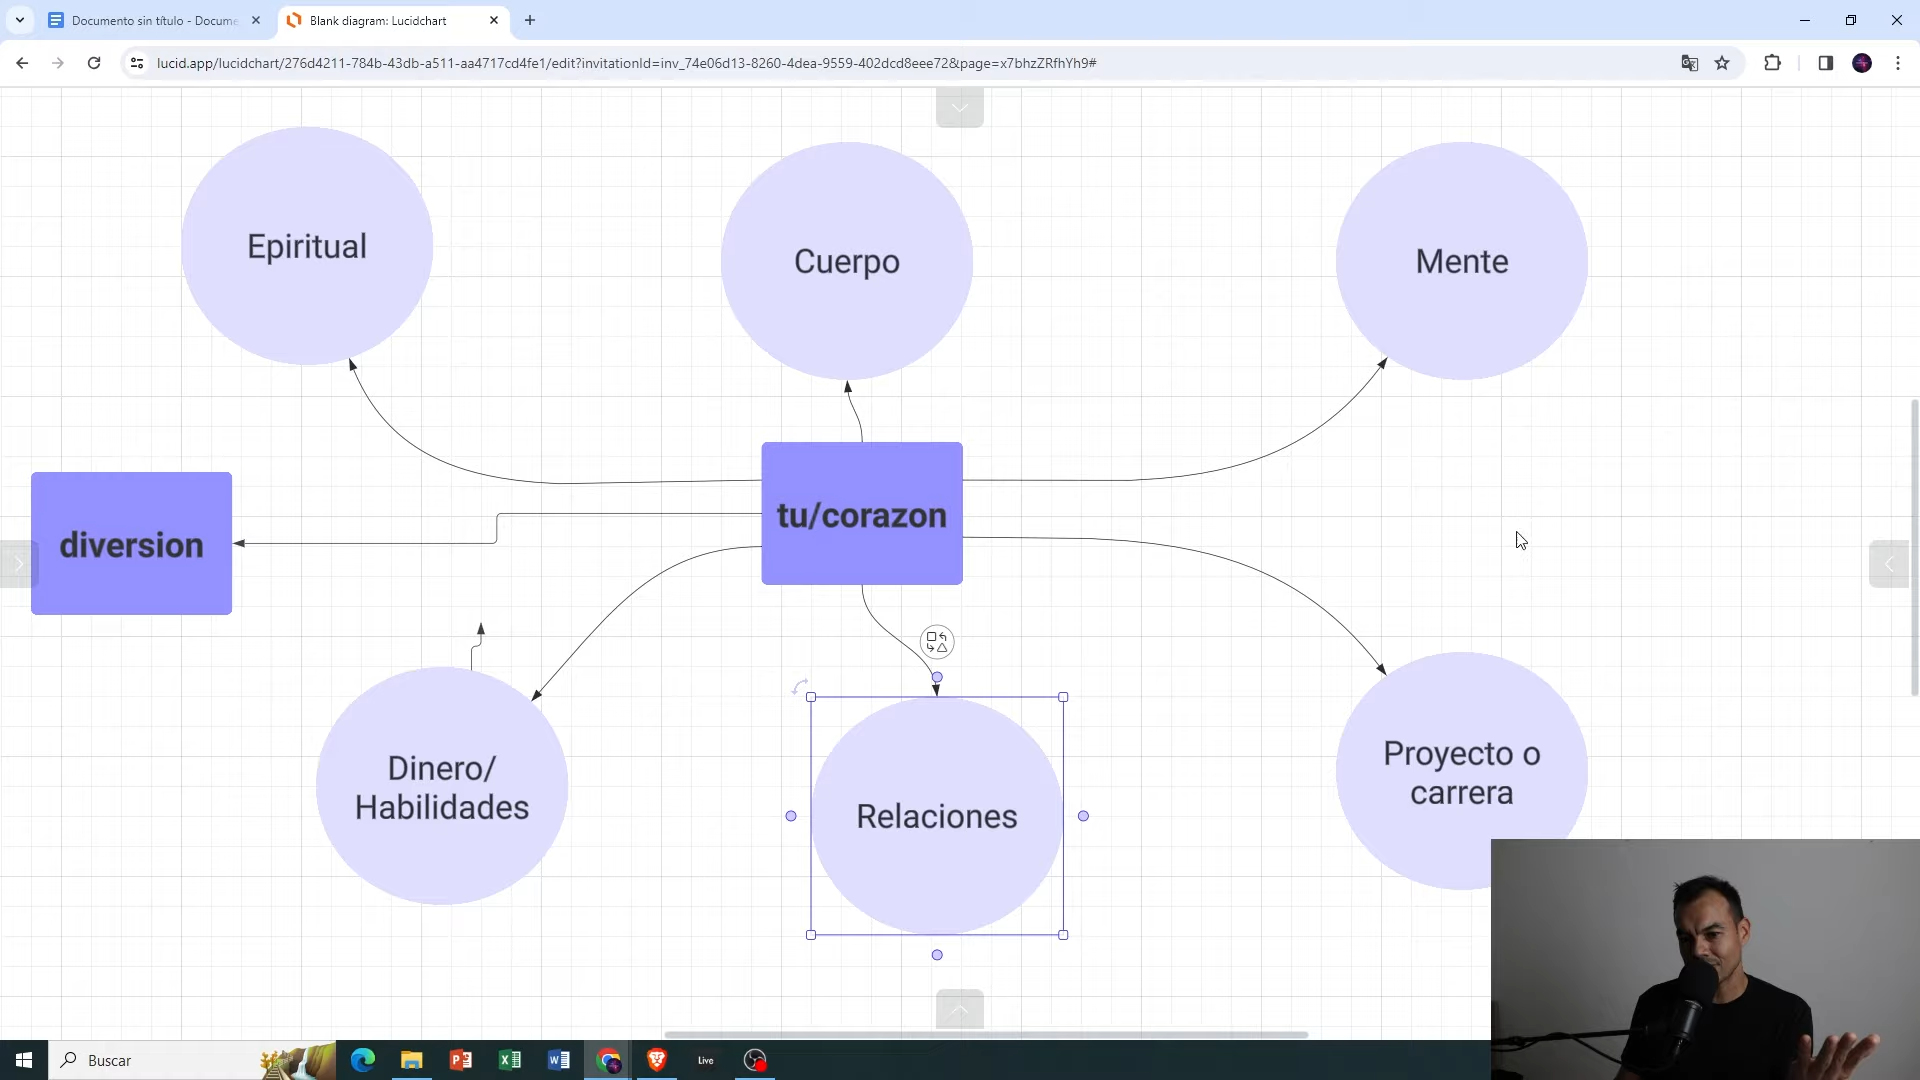 Documento sin título - Docume
Blank diagram: Lucidchart
lucid.app/lucidchart/276d4211-784b-43db-a511-aa4717cd4fe1/edit?invitationId=inv_74e06d13-8260-4dea-9559-402dcd8eee72&page=x7bhzZRfhYh9#
Epiritual
Cuerpo
Mente
diversion
tu/corazon
Dinero/
Habilidades
Relaciones
Proyecto o
carrera
Buscar
Live